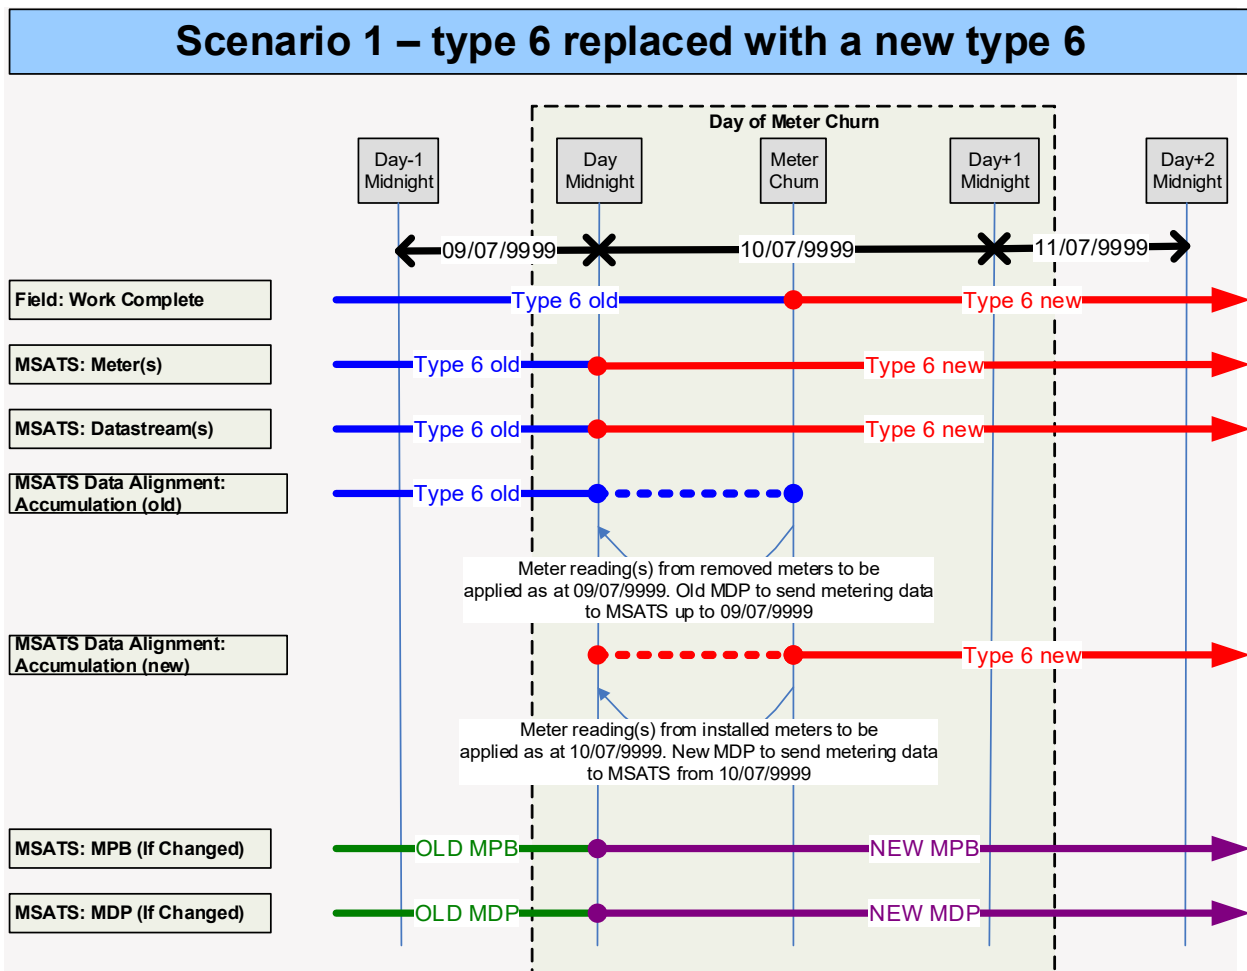 Scenario 1 – type 6 replaced with a new type 6
Day of Meter Churn
Day-1
Midnight
Day
Midnight
Meter
Churn
Day+1
Midnight
Day+2
Midnight
09/07/9999
10/07/9999
11/07/9999
Field: Work Complete
Type 6 old
Type 6 new
MSATS: Meter(s)
Type 6 old
Type 6 new
MSATS: Datastream(s)
Type 6 old
Type 6 new
MSATS Data Alignment:
Accumulation (old)
Type 6 old
Meter reading(s) from removed meters to be
applied as at 09/07/9999. Old MDP to send metering data
to MSATS up to 09/07/9999
MSATS Data Alignment:
Accumulation (new)
Type 6 new
Meter reading(s) from installed meters to be
applied as at 10/07/9999. New MDP to send metering data
to MSATS from 10/07/9999
MSATS: MPB (If Changed)
OLD MPB
NEW MPB
MSATS: MDP (If Changed)
OLD MDP
NEW MDP